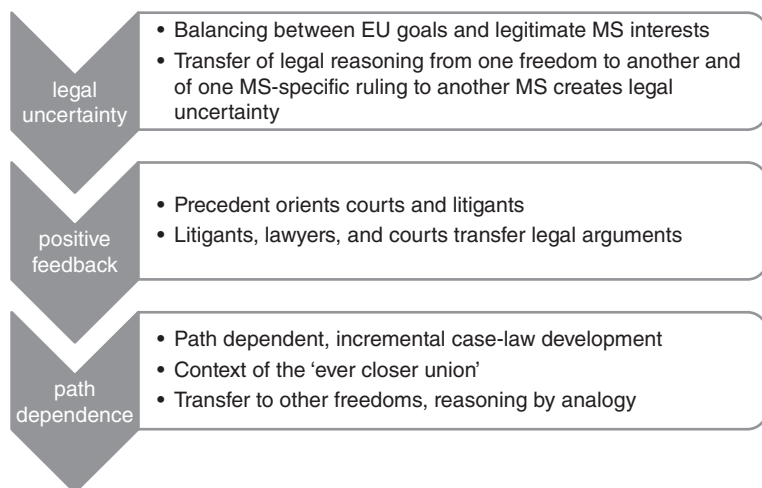 legal
uncertainty
• Balancing between EU goals and legitimate MS interests
• Transfer of legal reasoning from one freedom to another and
of one MS-specific ruling to another MS creates legal
uncertainty
positive
feedback
• Precedent orients courts and litigants
• Litigants, lawyers, and courts transfer legal arguments
path
dependence
• Path dependent, incremental case-law development
• Context of the ‘ever closer union’
• Transfer to other freedoms, reasoning by analogy